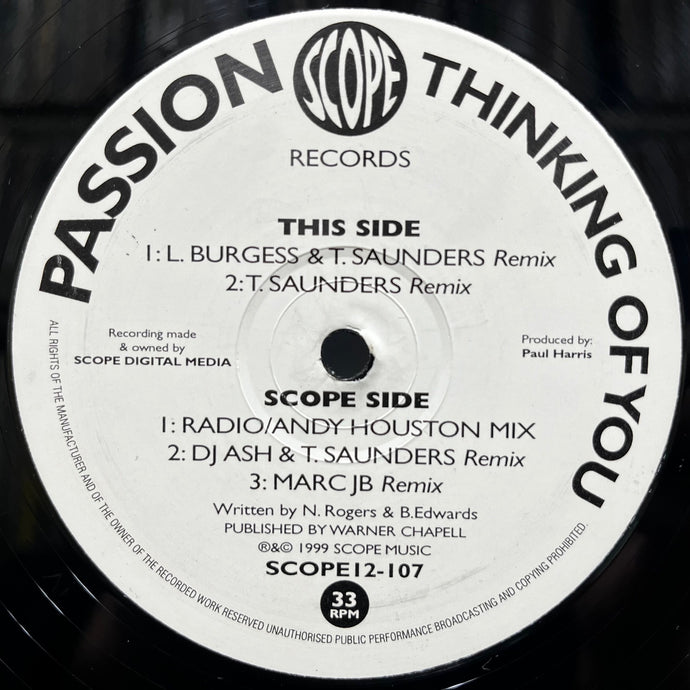 PASSION
SCOPE
THINKING OF YOU
RECORDS
THIS SIDE
1: L. BURGESS & T. SAUNDERS Remix
2: T. SAUNDERS Remix
Recording made
& owned by
SCOPE DIGITAL MEDIA
Produced by:
Paul Harris
SCOPE SIDE
1: RADIO/ANDY HOUSTON MIX
2: DJ ASH & T. SAUNDERS Remix
3: MARC JB Remix
Written by N. Rogers & B.Edwards
PUBLISHED BY WARNER CHAPELL
℗&© 1999 SCOPE MUSIC
SCOPE12-107
33
RPM
ALL RIGHTS OF THE MANUFACTURER AND OF THE OWNER OF THE RECORDED WORK RESERVED UNAUTHORISED PUBLIC PERFORMANCE BROADCASTING AND COPYING PROHIBITED.